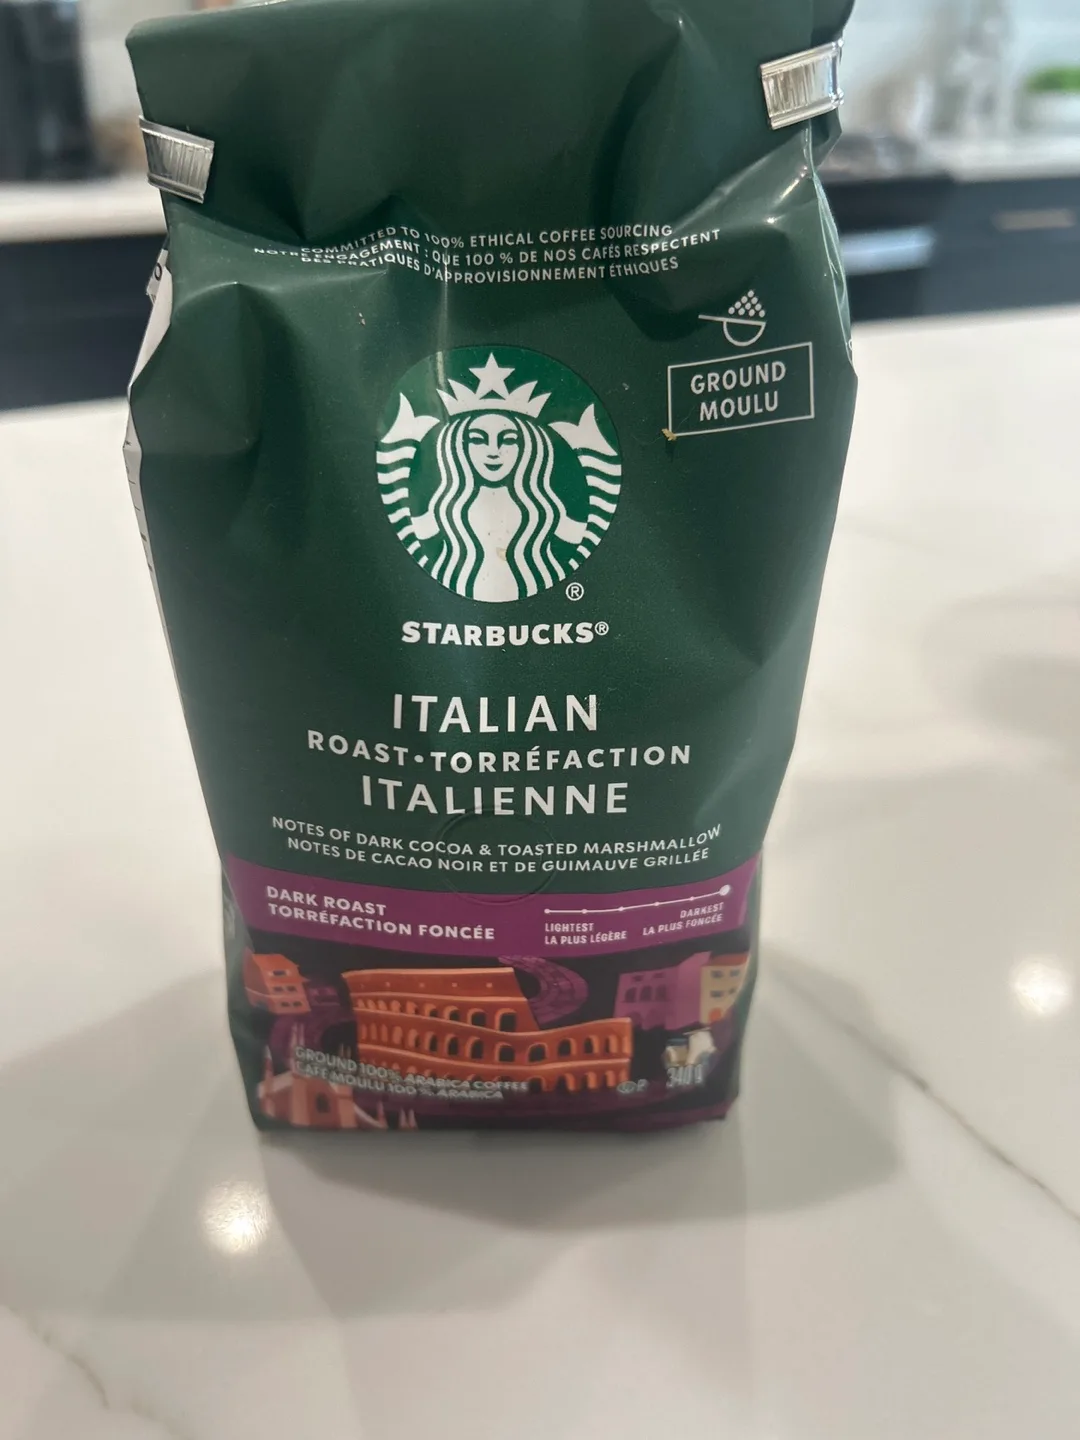 COMMITTED TO 100% ETHICAL COFFEE SOURCING
NOTRE ENGAGEMENT : QUE 100 % DE NOS CAFÉS RESPECTENT
DES PRATIQUES D'APPROVISIONNEMENT ÉTHIQUES
GROUND
MOULU
®
STARBUCKS®
ITALIAN
ROAST•TORRÉFACTION
ITALIENNE
NOTES OF DARK COCOA & TOASTED MARSHMALLOW
NOTES DE CACAO NOIR ET DE GUIMAUVE GRILLÉE
DARK ROAST
TORRÉFACTION FONCÉE
LIGHTEST
LA PLUS LÉGÈRE
DARKEST
LA PLUS FONCÉE
GROUND 100% ARABICA COFFEE
CAFÉ MOULU 100 % ARABICA
340 g